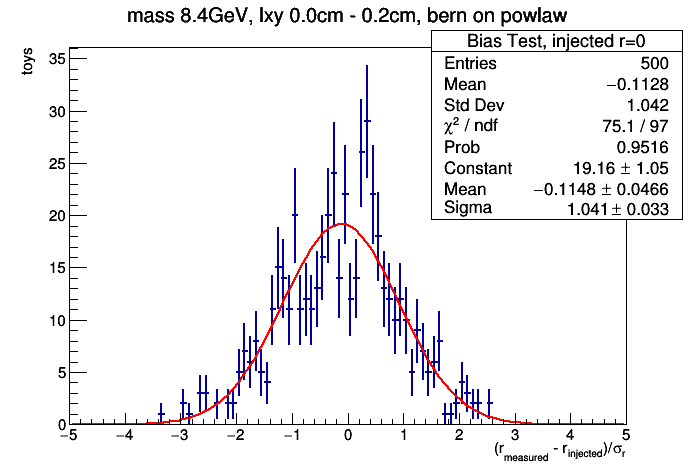 mass 8.4GeV, lxy 0.0cm - 0.2cm, bern on powlaw
Bias Test, injected r=0
Entries 500
Mean −0.1128
Std Dev 1.042
χ² / ndf 75.1 / 97
Prob 0.9516
Constant 19.16 ± 1.05
Mean −0.1148 ± 0.0466
Sigma 1.041 ± 0.033
toys
35
30
25
20
15
10
5
0
−5 −4 −3 −2 −1 0 1 2 3 4 5
(r_measured - r_injected)/σ_r